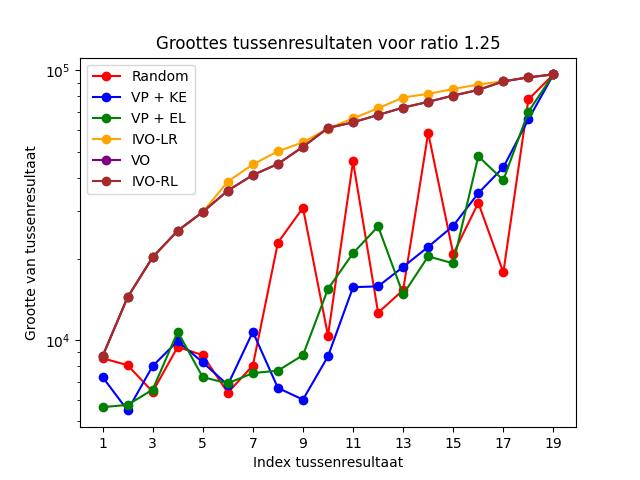 Groottes tussenresultaten voor ratio 1.25
Grootte van tussenresultaat
10^5
10^4
Random
VP + KE
VP + EL
IVO-LR
VO
IVO-RL
1 3 5 7 9 11 13 15 17 19
Index tussenresultaat